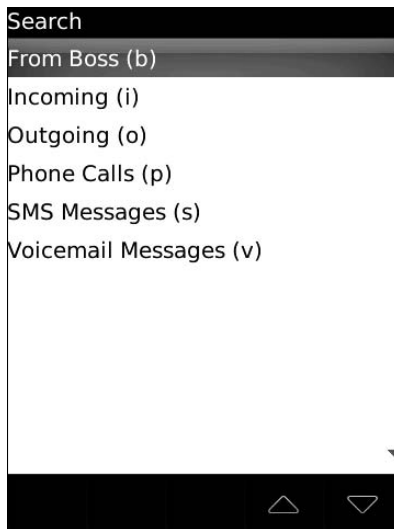 Search
From Boss (b)
Incoming (i)
Outgoing (o)
Phone Calls (p)
SMS Messages (s)
Voicemail Messages (v)